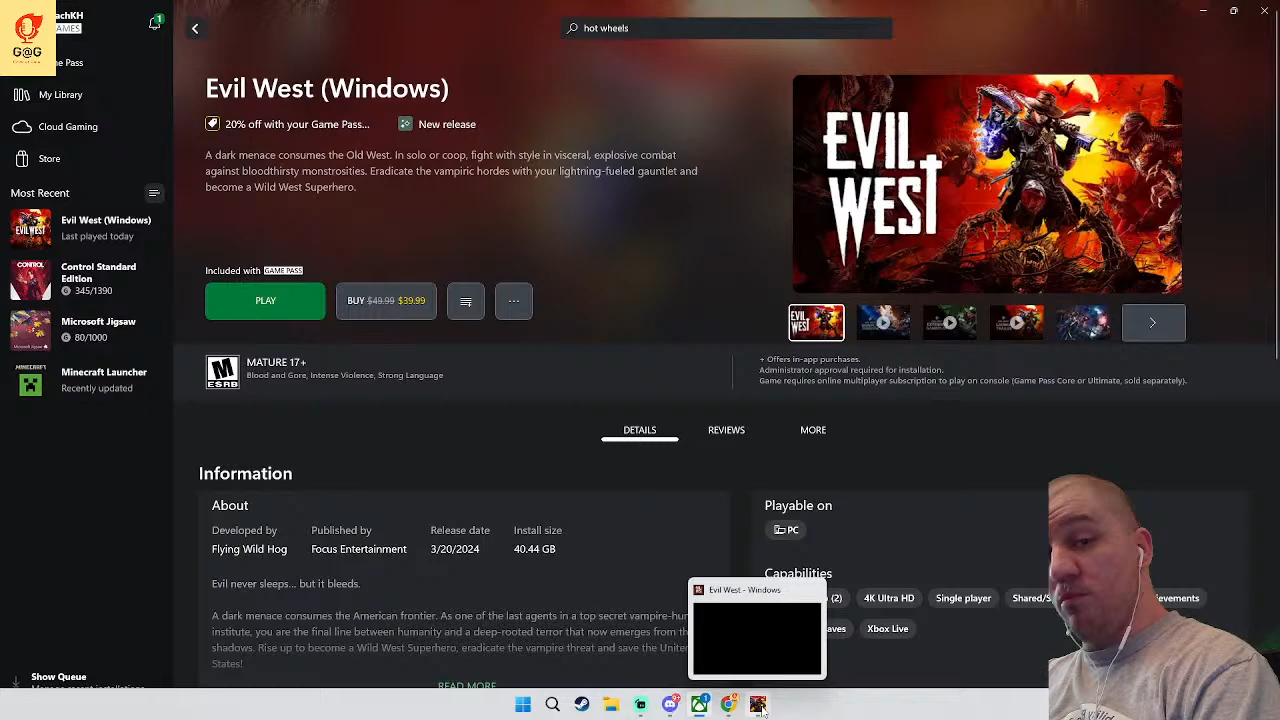 achKH
AMES
G@G
1
hot wheels
e Pass
My Library
Cloud Gaming
Store
Most Recent
EVIL WEST
Evil West (Windows)
Last played today
CONTROL
Control Standard
Edition
345/1390
Microsoft Jigsaw
80/1000
MINECRAFT
Minecraft Launcher
Recently updated
Show Queue
Evil West (Windows)
20% off with your Game Pass...
New release
A dark menace consumes the Old West. In solo or coop, fight with style in visceral, explosive combat
against bloodthirsty monstrosities. Eradicate the vampiric hordes with your lightning-fueled gauntlet and
become a Wild West Superhero.
Included with GAME PASS
PLAY
BUY $49.99 $39.99
...
EVIL
WEST
EVIL
WEST
M
ESRB
MATURE 17+
Blood and Gore, Intense Violence, Strong Language
+ Offers in-app purchases.
Administrator approval required for installation.
Game requires online multiplayer subscription to play on console (Game Pass Core or Ultimate, sold separately).
DETAILS
REVIEWS
MORE
Information
About
Developed by
Flying Wild Hog
Published by
Focus Entertainment
Release date
3/20/2024
Install size
40.44 GB
Evil never sleeps... but it bleeds.
A dark menace consumes the American frontier. As one of the last agents in a top secret vampire-hu
institute, you are the final line between humanity and a deep-rooted terror that now emerges from th
shadows. Rise up to become a Wild West Superhero, eradicate the vampire threat and save the Unite
States!
READ MORE
Playable on
PC
Capabilities
(2)
4K Ultra HD
Single player
Shared/S
ievements
aves
Xbox Live
Evil West - Windows
9+
1